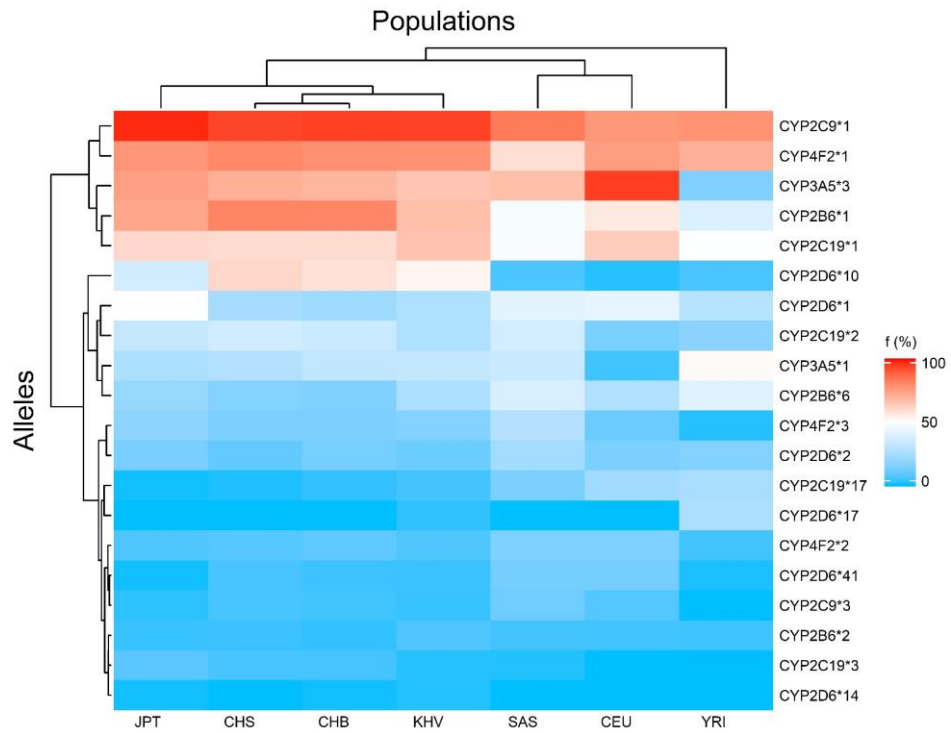 Populations
CYP2C9*1
CYP4F2*1
CYP3A5*3
CYP2B6*1
CYP2C19*1
CYP2D6*10
CYP2D6*1
CYP2C19*2
CYP3A5*1
CYP2B6*6
CYP4F2*3
CYP2D6*2
CYP2C19*17
CYP2D6*17
CYP4F2*2
CYP2D6*41
CYP2C9*3
CYP2B6*2
CYP2C19*3
CYP2D6*14
Alleles
f (%)
100
50
0
JPT CHS CHB KHV SAS CEU YRI